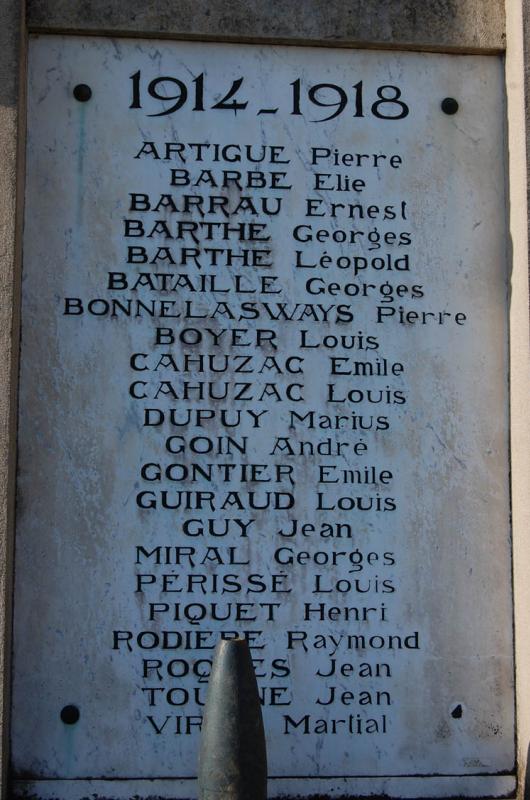 1914-1918
ARTIGUE Pierre
BARBE Elie
BARRAU Ernest
BARTHE Georges
BARTHE Léopold
BATAILLE Georges
BONNELASWAYS Pierre
BOYER Louis
CAHUZAC Emile
CAHUZAC Louis
DUPUY Marius
GOIN André
GONTIER Emile
GUIRAUD Louis
GUY Jean
MIRAL Georges
PÉRISSÉ Louis
PIQUET Henri
RODIERE Raymond
Jean
Jean
Martial